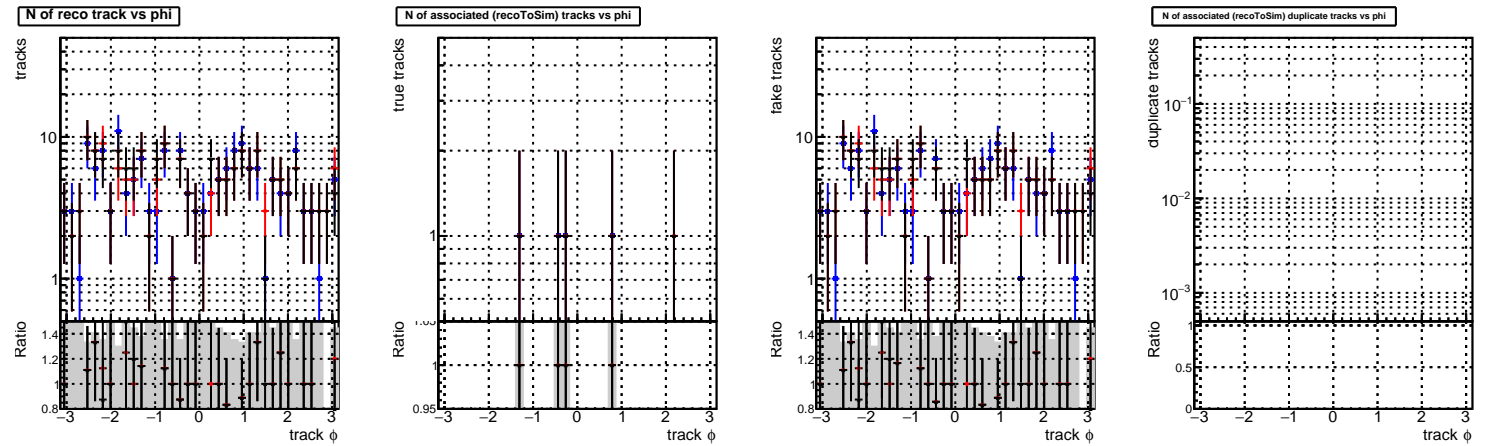 N of reco track vs phi
tracks
10
1
Ratio
1.4
1.2
1
0.8
−3 −2 −1 0 1 2 3
track ϕ
N of associated (recoToSim) tracks vs phi
true tracks
1
Ratio
1
0.95
−3 −2 −1 0 1 2 3
track ϕ
fake tracks
10
1
Ratio
1.4
1.2
1
0.8
−3 −2 −1 0 1 2 3
track ϕ
N of associated (recoToSim) duplicate tracks vs phi
duplicate tracks
10⁻¹
10⁻²
10⁻³
Ratio
1
0.5
0
−3 −2 −1 0 1 2 3
track ϕ